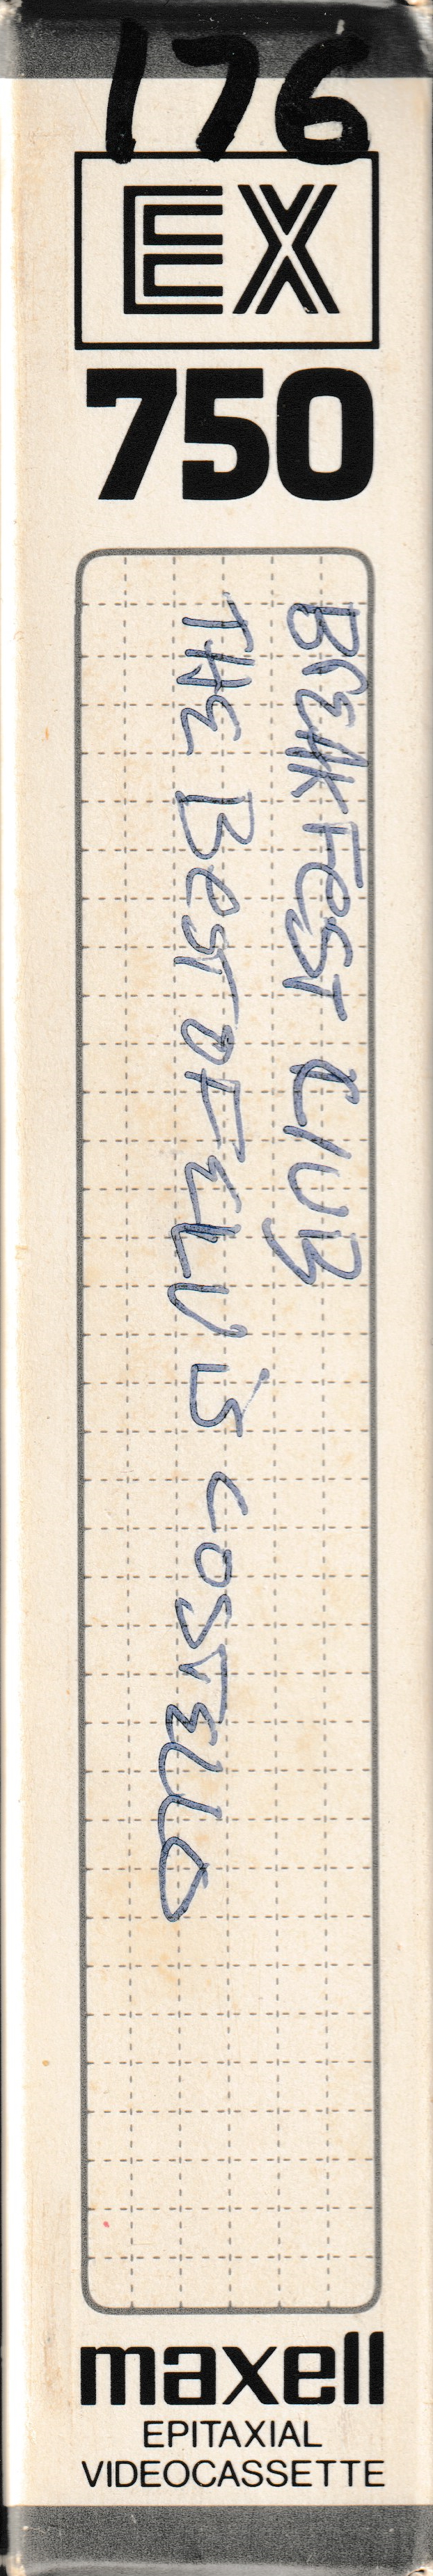 176
EX
750
BrEAKFEST CLUB
THE BEST OF ELVIS COSTELLO
maxell
EPITAXIAL
VIDEOCASSETTE